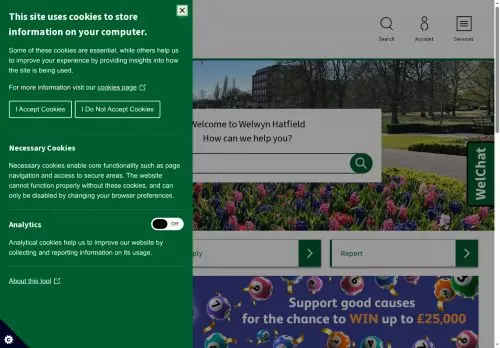 This site uses cookies to store
information on your computer.
Some of these cookies are essential, while others help us
to improve your experience by providing insights into how
the site is being used.
For more information visit our cookies page
I Accept Cookies
I Do Not Accept Cookies
Necessary Cookies
Necessary cookies enable core functionality such as page
navigation and access to secure areas. The website
cannot function properly without these cookies, and can
only be disabled by changing your browser preferences.
Analytics
Off
Analytical cookies help us to improve our website by
collecting and reporting information on its usage.
About this tool
Search
Account
Services
Welcome to Welwyn Hatfield
How can we help you?
WelChat
Report
Support good causes
for the chance to WIN up to £25,000